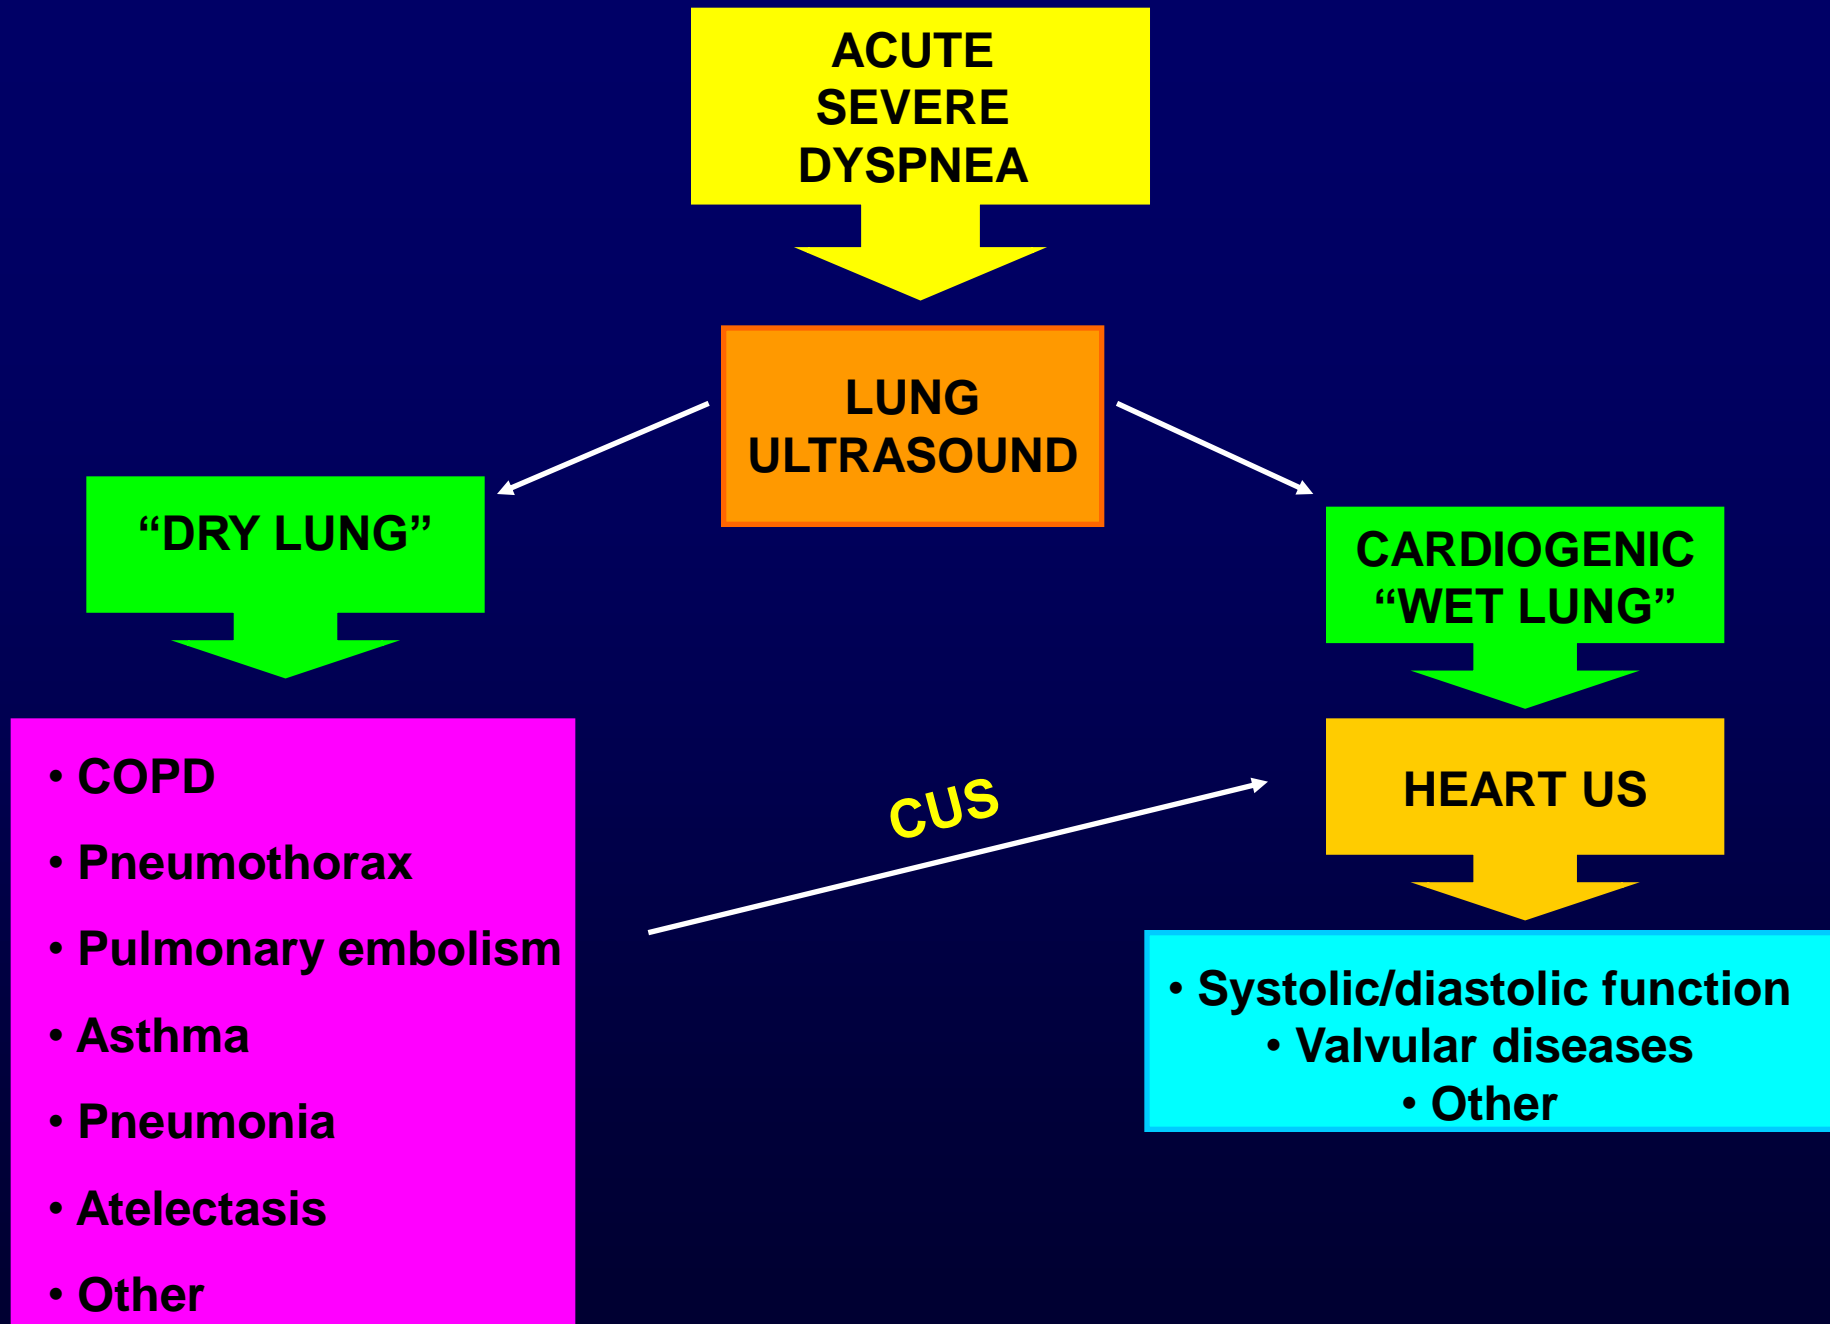 ACUTE
SEVERE
DYSPNEA
LUNG
ULTRASOUND
“DRY LUNG”
CARDIOGENIC
“WET LUNG”
• COPD
• Pneumothorax
• Pulmonary embolism
• Asthma
• Pneumonia
• Atelectasis
• Other
CUS
HEART US
• Systolic/diastolic function
• Valvular diseases
• Other